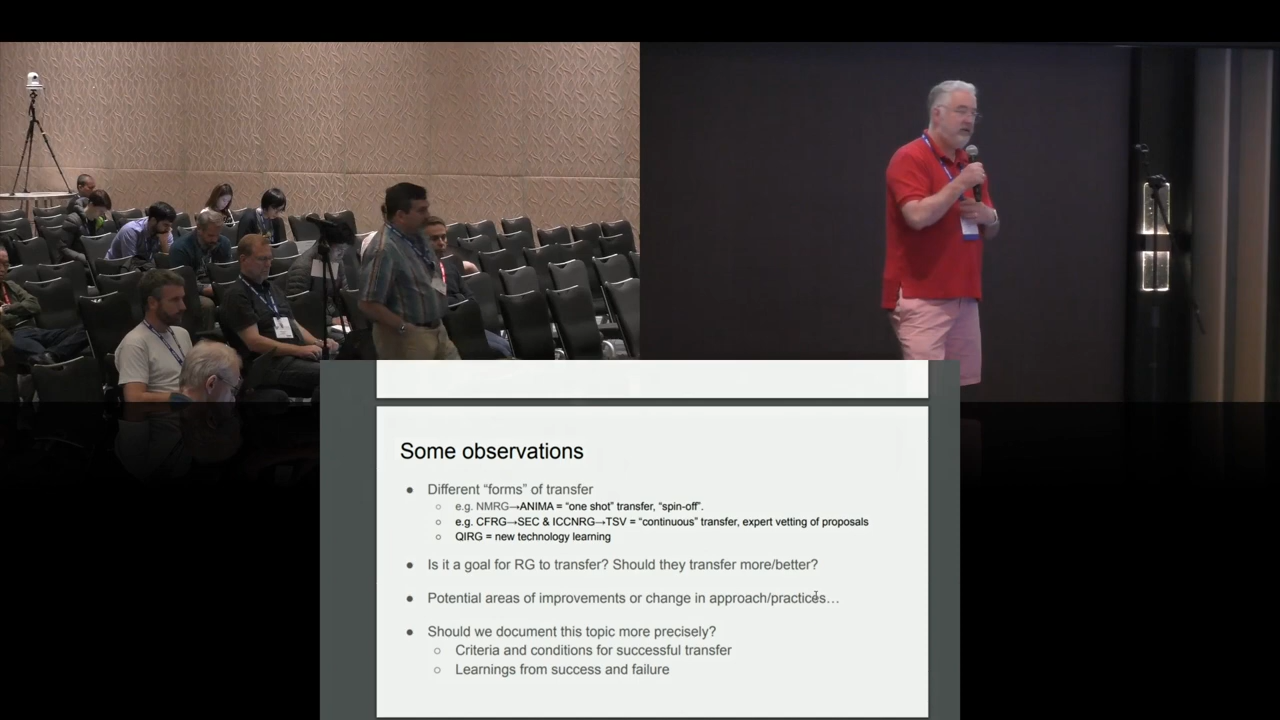 Some observations
● Different “forms” of transfer
○ e.g. NMRG→ANIMA = “one shot” transfer, “spin-off”.
○ e.g. CFRG→SEC & ICCNRG→TSV = “continuous” transfer, expert vetting of proposals
○ QIRG = new technology learning
● Is it a goal for RG to transfer? Should they transfer more/better?
● Potential areas of improvements or change in approach/practices…
● Should we document this topic more precisely?
○ Criteria and conditions for successful transfer
○ Learnings from success and failure